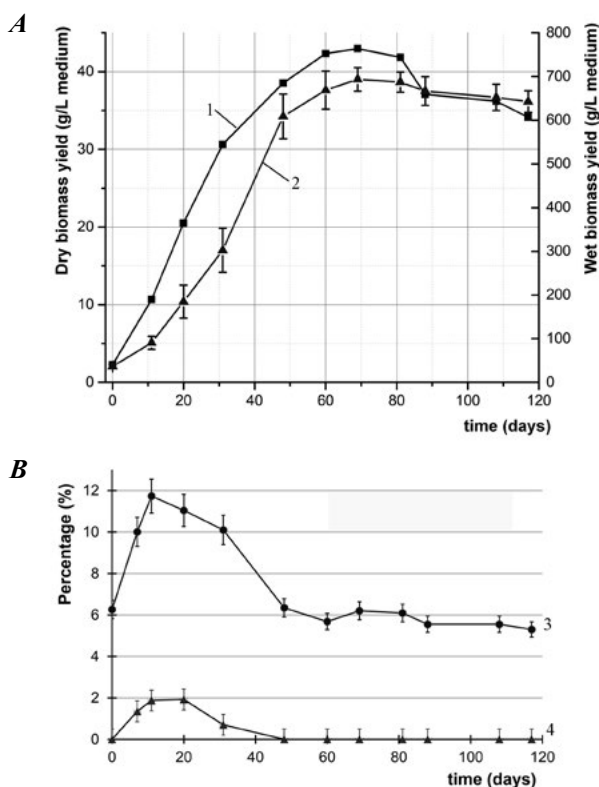 A
Dry biomass yield (g/L medium)
40
30
20
10
0
1
2
800
700
600
500
400
300
200
100
0
Wet biomass yield (g/L medium)
0 20 40 60 80 100 120
time (days)
B
Percentage (%)
12
10
8
6
4
2
0
3
4
0 20 40 60 80 100 120
time (days)